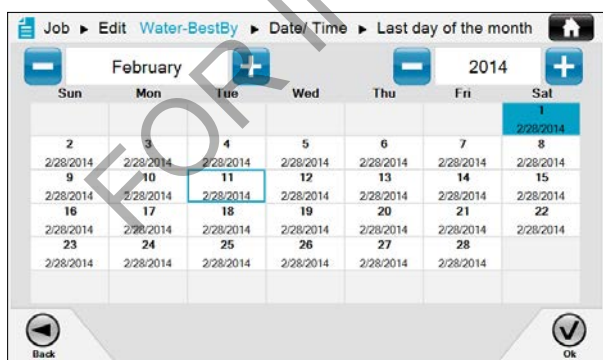 Job ▶ Edit Water-BestBy ▶ Date/ Time ▶ Last day of the month
February 2014
Sun Mon Tue Wed Thu Fri Sat
1
2/28/2014
2 3 4 5 6 7 8
2/28/2014 2/28/2014 2/28/2014 2/28/2014 2/28/2014 2/28/2014 2/28/2014
9 10 11 12 13 14 15
2/28/2014 2/28/2014 2/28/2014 2/28/2014 2/28/2014 2/28/2014 2/28/2014
16 17 18 19 20 21 22
2/28/2014 2/28/2014 2/28/2014 2/28/2014 2/28/2014 2/28/2014 2/28/2014
23 24 25 26 27 28
2/28/2014 2/28/2014 2/28/2014 2/28/2014 2/28/2014 2/28/2014
Back Ok
FOR